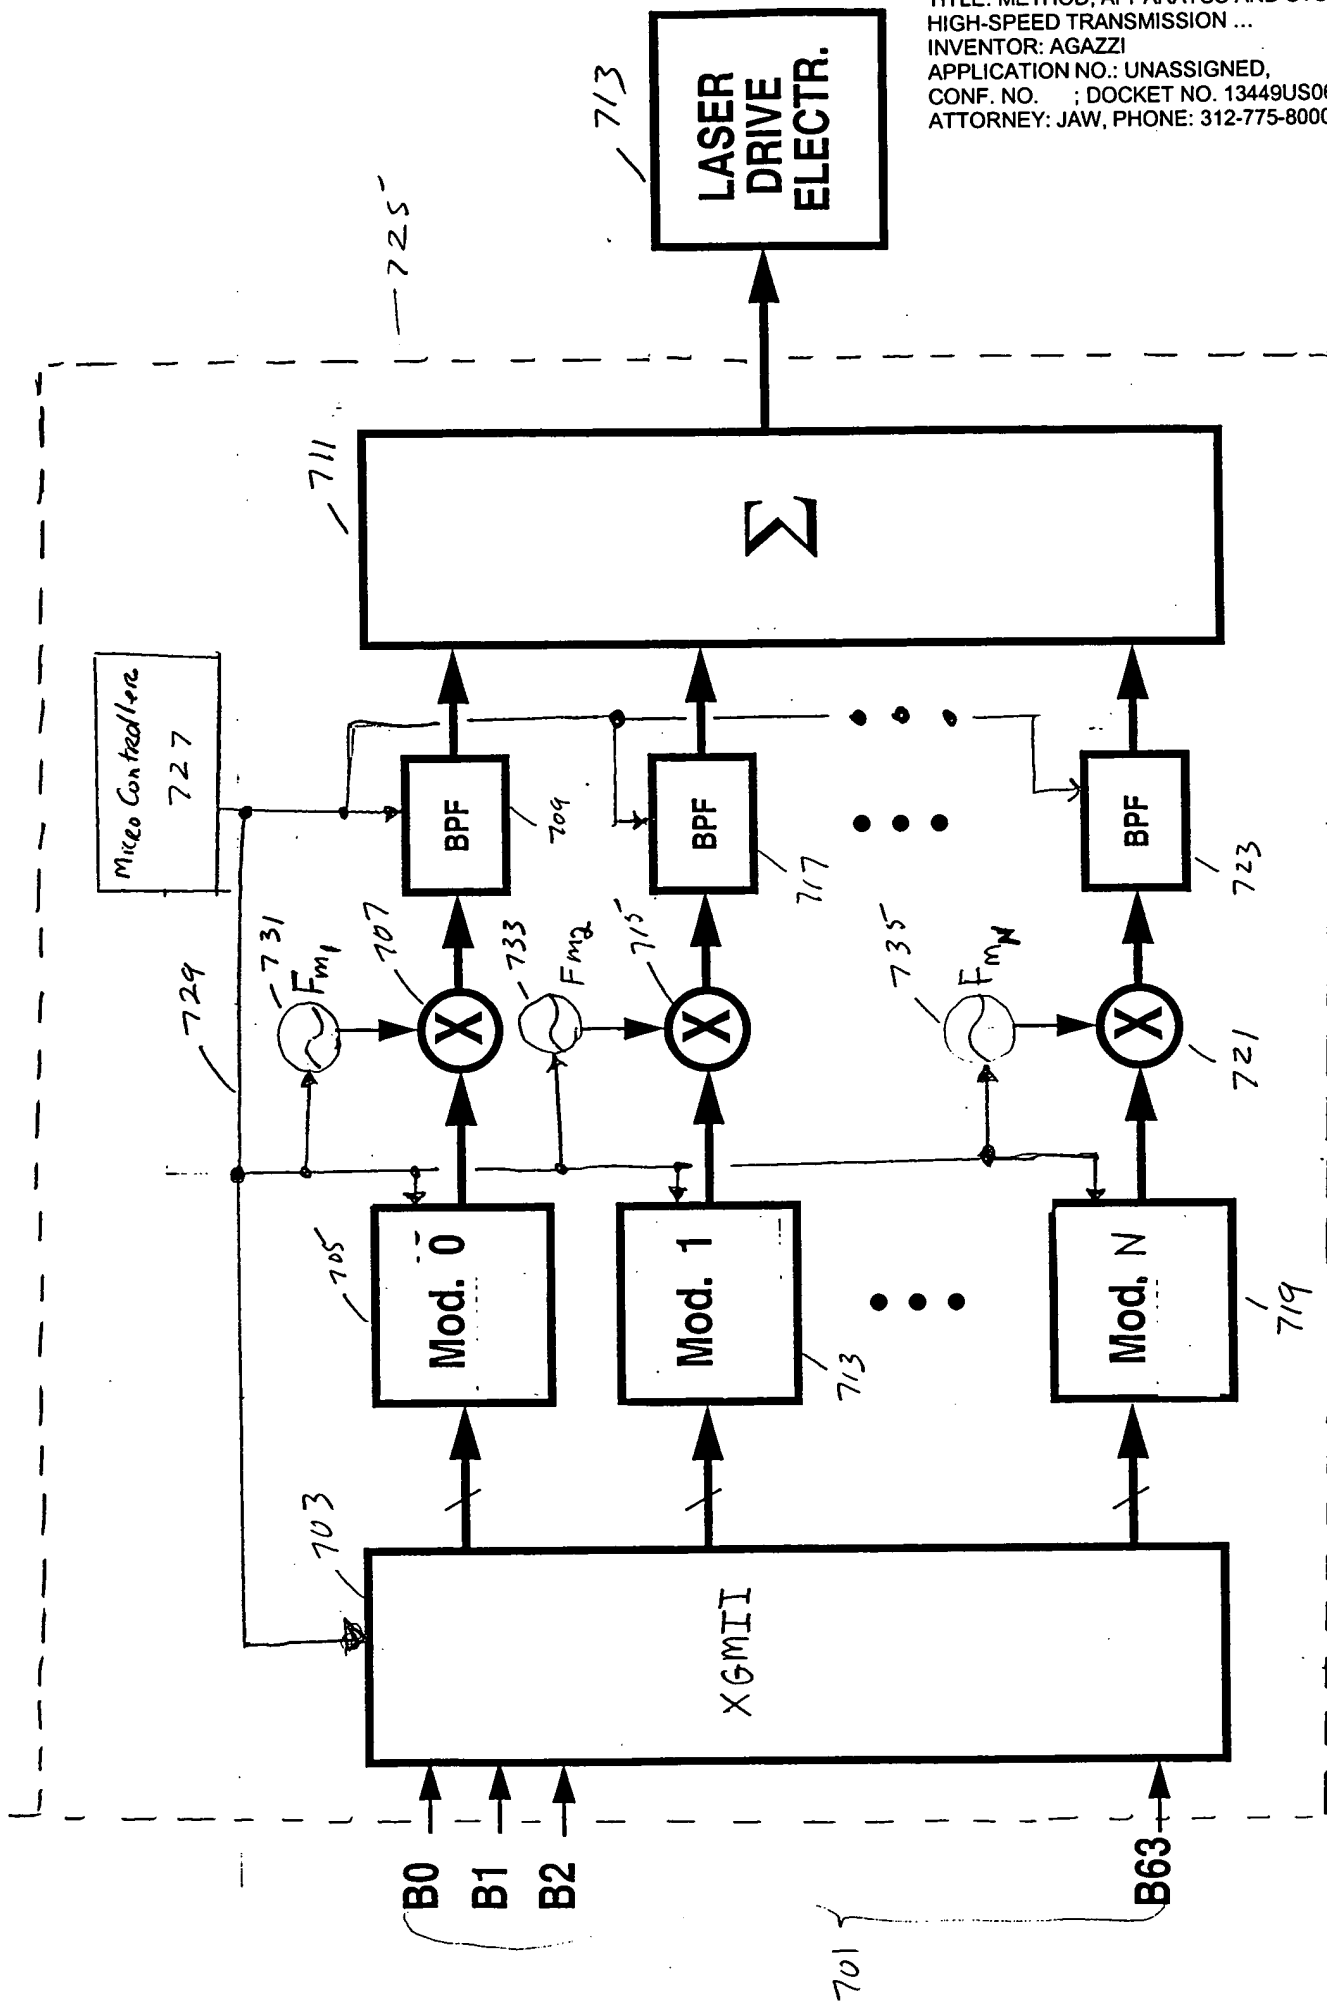 TITLE: METHOD, APPARATUS AND
HIGH-SPEED TRANSMISSION ...
INVENTOR: AGAZZI
APPLICATION NO.: UNASSIGNED,
CONF. NO. ; DOCKET NO. 13449US0
ATTORNEY: JAW, PHONE: 312-775-8000
B0
B1
B2
B63
701
703
XGMII
705
Mod. 0
713
Mod. 1
719
Mod. N
729
731
Fm1
707
X
733
Fm2
715
X
735
FmN
721
X
Micro Controller
727
BPF
709
BPF
717
BPF
723
711
Σ
725
713
LASER
DRIVE
ELECTR.